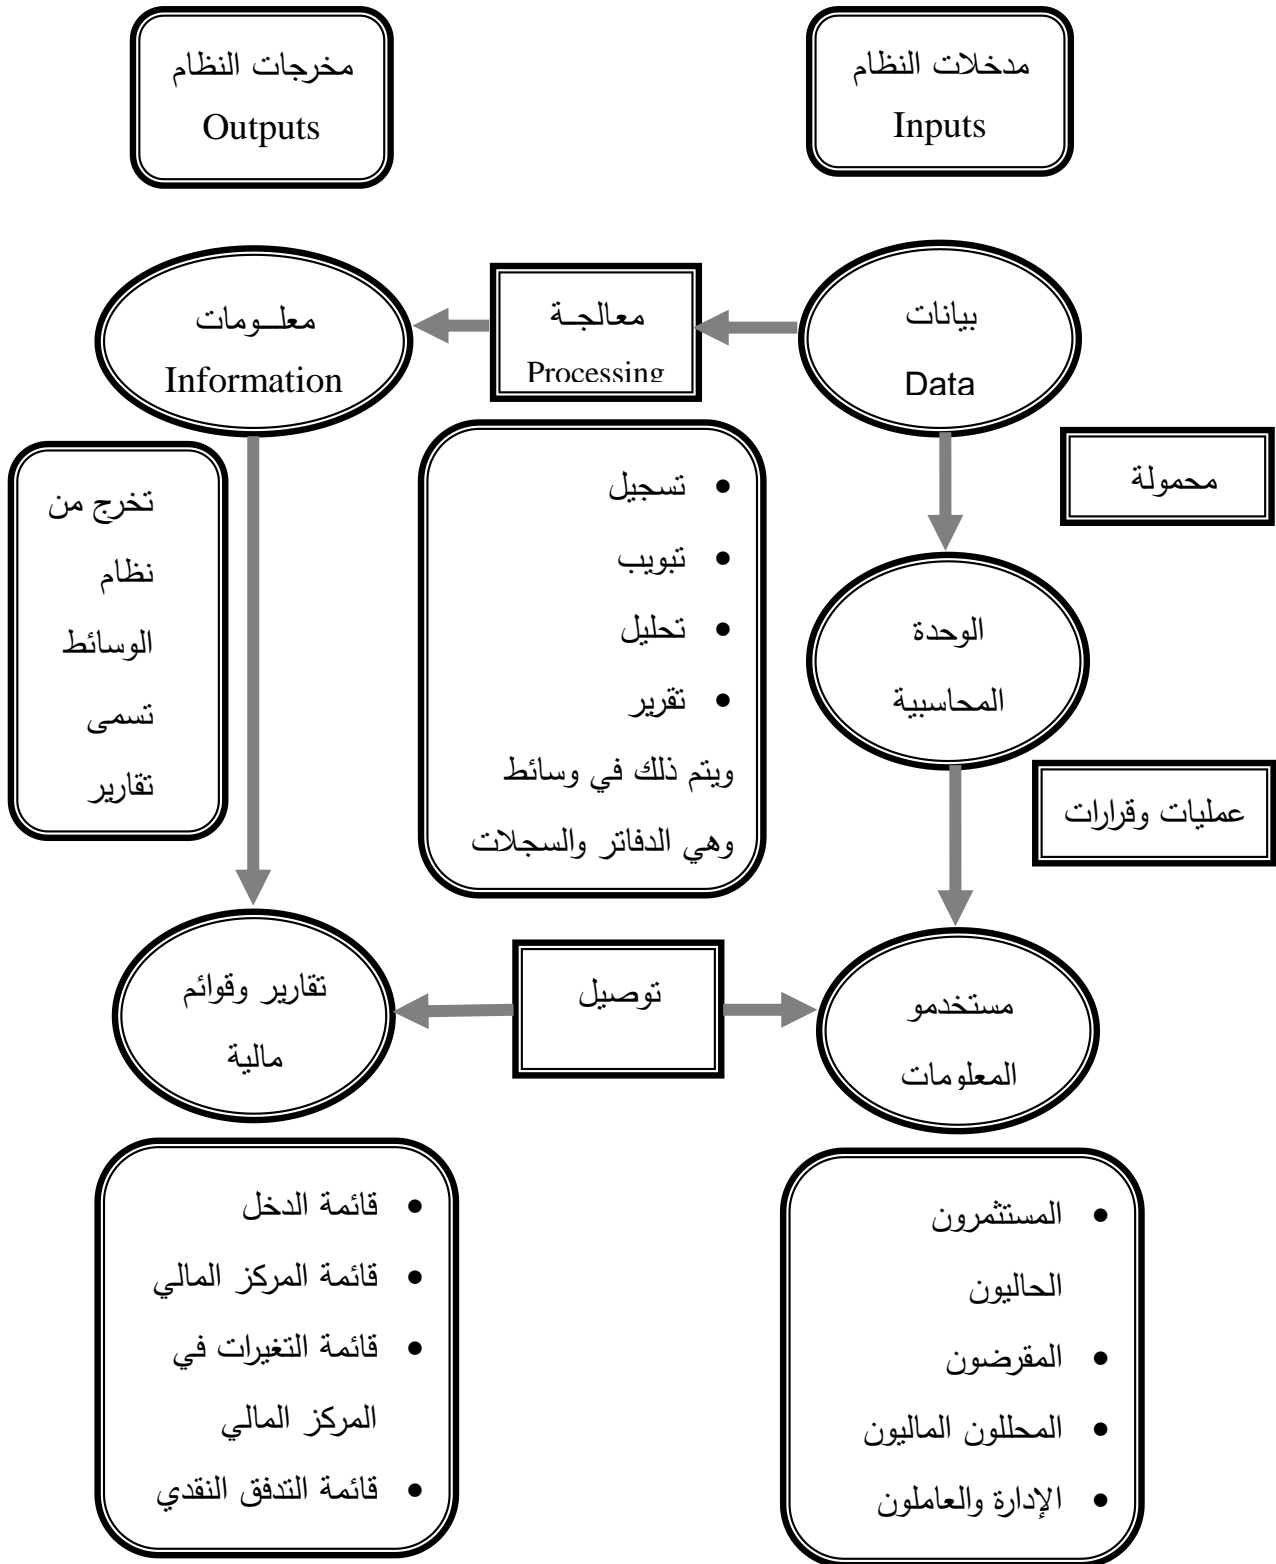 مدخلات النظام
Inputs
مخرجات النظام
Outputs
بيانات
Data
معالجـة
Processing
معلـومات
Information
محمولة
الوحدة
المحاسبية
عمليات وقرارات
• تسجيل
• تبويب
• تحليل
• تقرير
ويتم ذلك في وسائط
وهي الدفاتر والسجلات
تخرج من
نظام
الوسائط
تسمى
تقارير
مستخدمو
المعلومات
توصيل
تقارير وقوائم
مالية
• المستثمرون
الحاليون
• المقرضون
• المحللون الماليون
• الإدارة والعاملون
• قائمة الدخل
• قائمة المركز المالي
• قائمة التغيرات في
المركز المالي
• قائمة التدفق النقدي